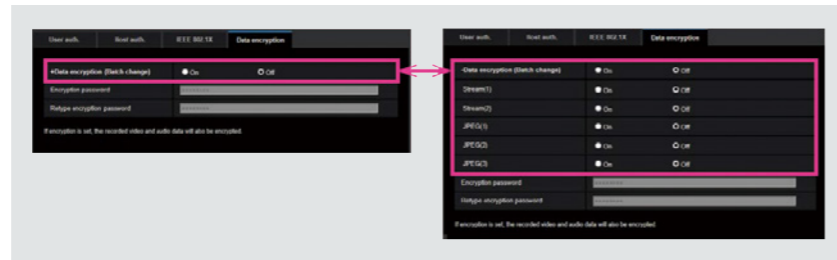 User auth. Host auth. IEEE 802.1X Data encryption
+Data encryption (Batch change) On Off
Encryption password
Retype encryption password
If encryption is set, the recorded video and audio data will also be encrypted.
User auth. Host auth. IEEE 802.1X Data encryption
-Data encryption (Batch change) On Off
Stream(1) On Off
Stream(2) On Off
JPEG(1) On Off
JPEG(2) On Off
JPEG(3) On Off
Encryption password
Retype encryption password
If encryption is set, the recorded video and audio data will also be encrypted.